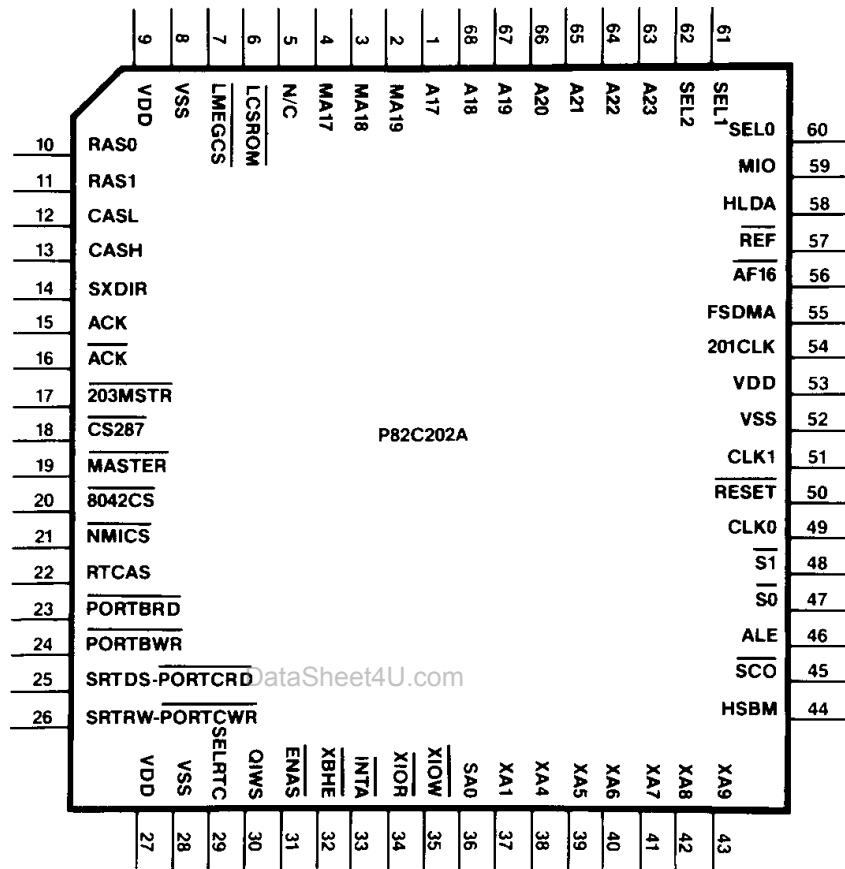 9 8 7 6 5 4 3 2 1 68 67 66 65 64 63 62 61
VDD VSS LMEGCS LCSROM N/C MA17 MA18 MA19 A17 A18 A19 A20 A21 A22 A23 SEL2 SEL1
10 RAS0
11 RAS1
12 CASL
13 CASH
14 SXDIR
15 ACK
16 ACK
17 203MSTR
18 CS287
19 MASTER
20 8042CS
21 NMICS
22 RTCAS
23 PORTBRD
24 PORTBWR
25 SRTDS-PORTCRD
26 SRTRW-PORTCWR
P82C202A
DataSheet4U.com
SEL0 60
MIO 59
HLDA 58
REF 57
AF16 56
FSDMA 55
201CLK 54
VDD 53
VSS 52
CLK1 51
RESET 50
CLK0 49
S1 48
S0 47
ALE 46
SCO 45
HSBM 44
VDD VSS SELRTC QIWS ENAS XBHE INTA XIOR XIOW SA0 XA1 XA4 XA5 XA6 XA7 XA8 XA9
27 28 29 30 31 32 33 34 35 36 37 38 39 40 41 42 43